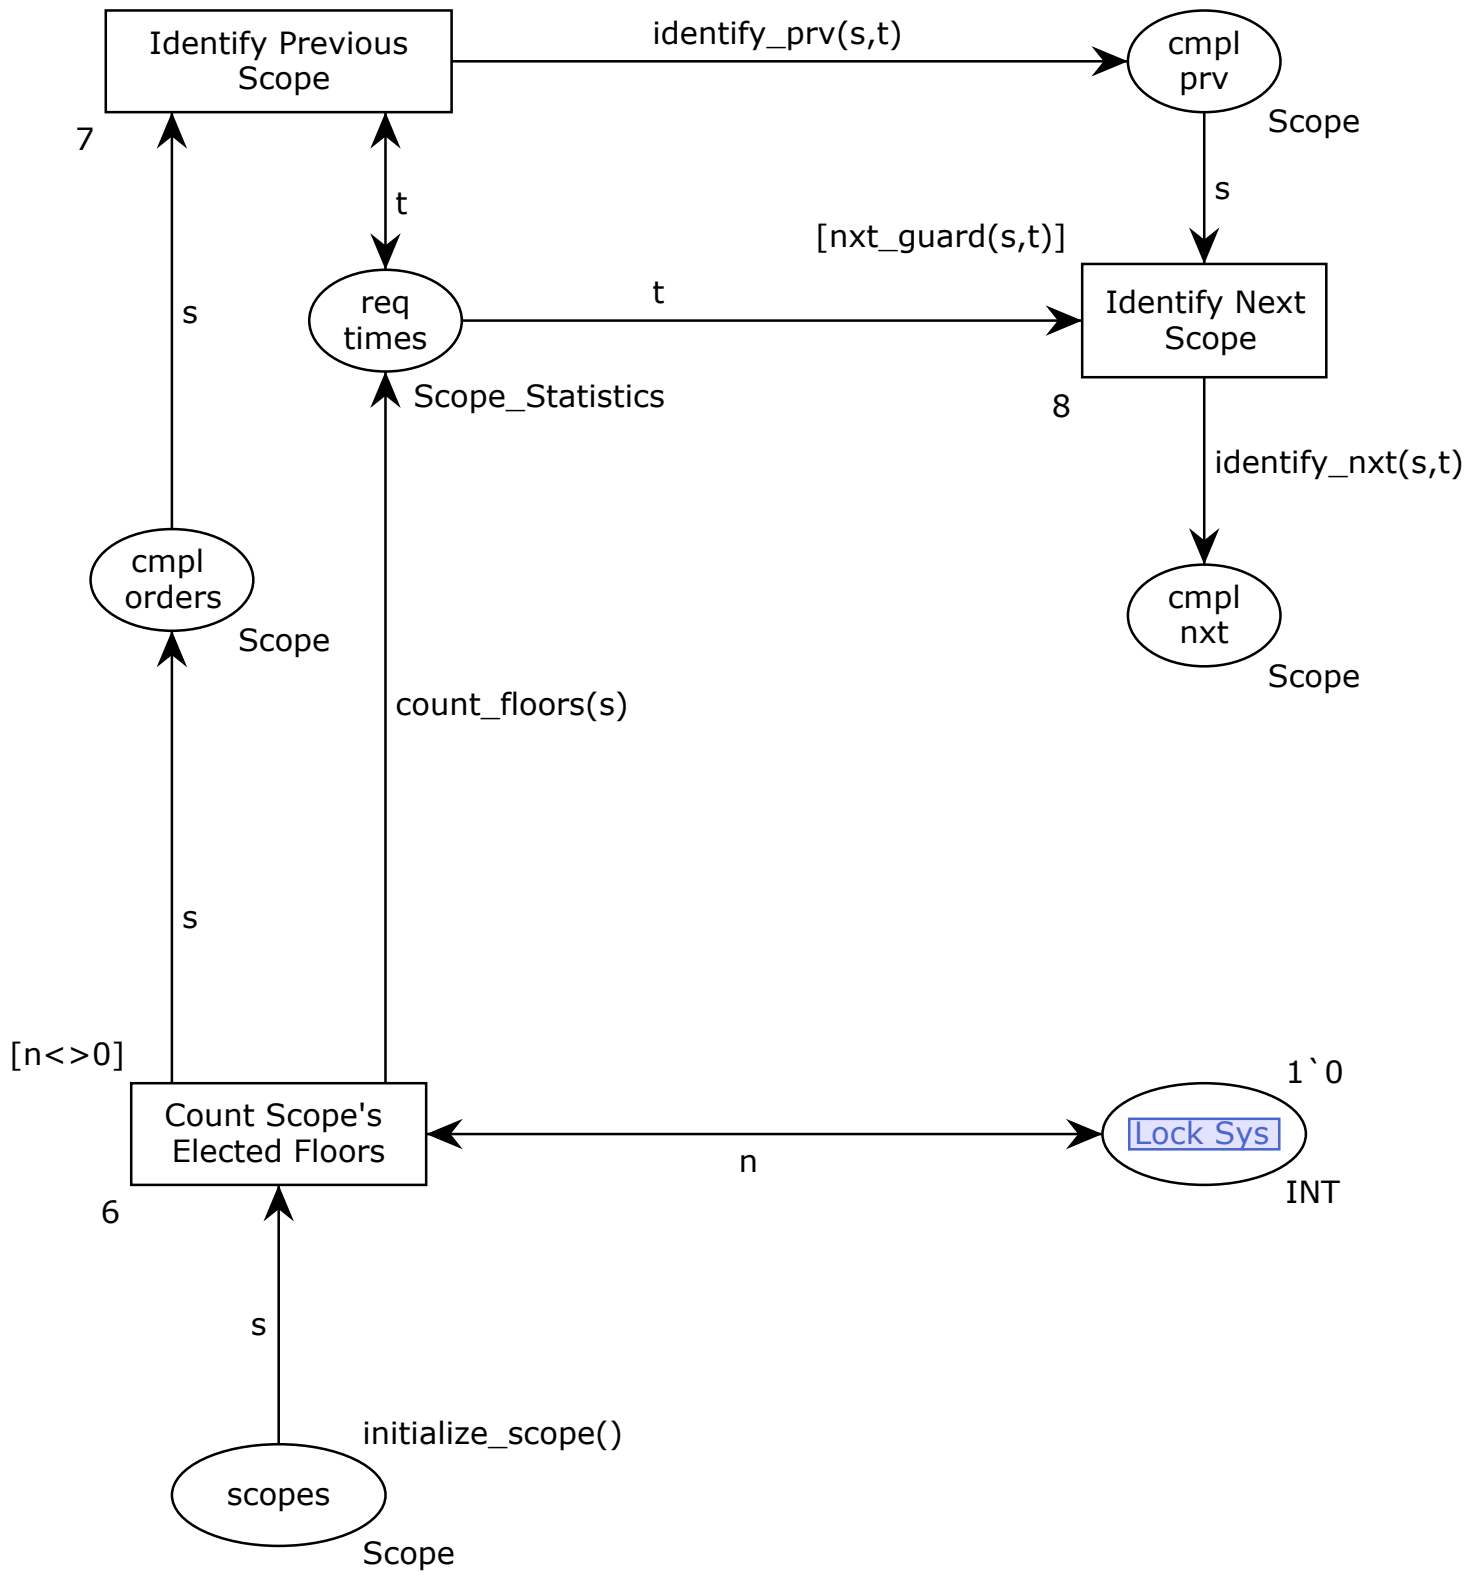 identify_prv(s,t)
Identify Previous
Scope
cmpl
prv
Scope
7
s
t
[nxt_guard(s,t)]
s
t
req
times
Identify Next
Scope
Scope_Statistics
8
identify_nxt(s,t)
cmpl
orders
Scope
cmpl
nxt
Scope
count_floors(s)
s
[n<>0]
1`0
Count Scope's
Elected Floors
Lock Sys
n
INT
6
s
initialize_scope()
scopes
Scope